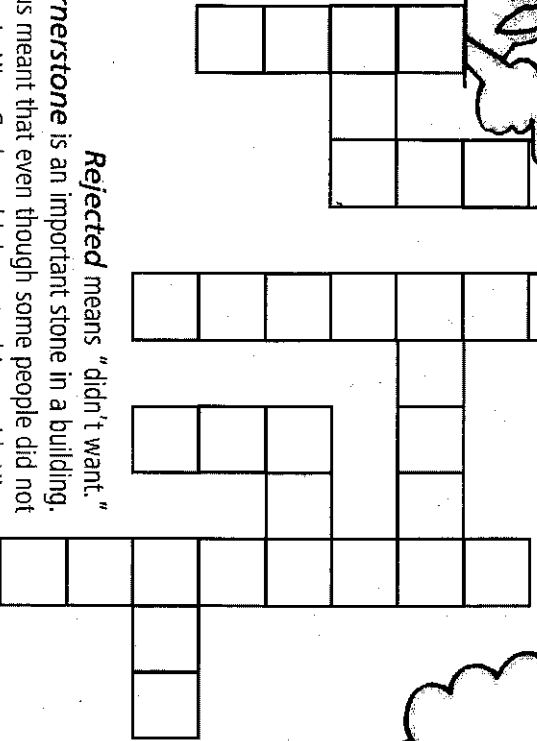 Rejected means "didn't want."
rnerstone is an important stone in a building.
us meant that even though some people did not